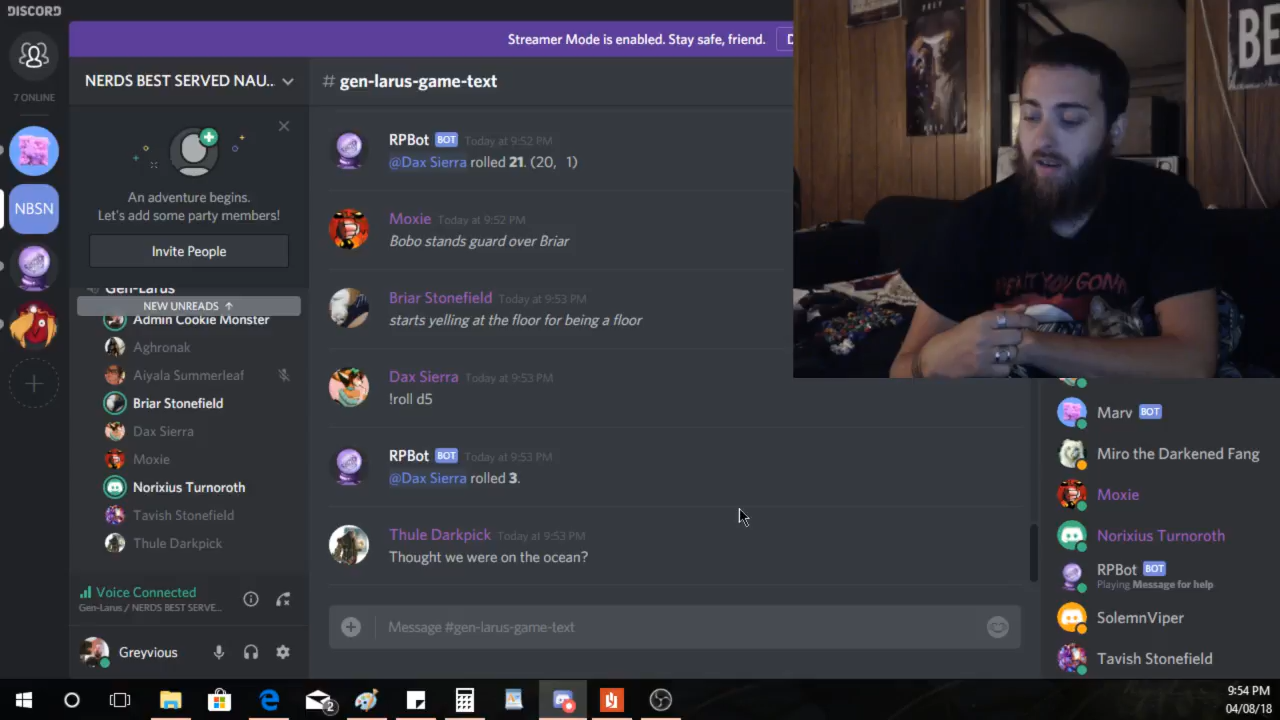 DISCORD
Streamer Mode is enabled. Stay safe, friend.
7 ONLINE
NERDS BEST SERVED NAU...
# gen-larus-game-text
An adventure begins.
Let's add some party members!
Invite People
NBSN
Gen-Larus
NEW UNREADS ↑
Admin Cookie Monster
Aghronak
Aiyala Summerleaf
Briar Stonefield
Dax Sierra
Moxie
Norixius Turnoroth
Tavish Stonefield
Thule Darkpick
Voice Connected
Gen-Larus / NERDS BEST SERVE...
Greyvious
RPBot BOT Today at 9:52 PM
@Dax Sierra rolled 21. (20, 1)
Moxie Today at 9:52 PM
Bobo stands guard over Briar
Briar Stonefield Today at 9:53 PM
starts yelling at the floor for being a floor
Dax Sierra Today at 9:53 PM
!roll d5
RPBot BOT Today at 9:53 PM
@Dax Sierra rolled 3.
Thule Darkpick Today at 9:53 PM
Thought we were on the ocean?
Message #gen-larus-game-text
BE
Marv BOT
Miro the Darkened Fang
Moxie
Norixius Turnoroth
RPBot BOT
Playing Message for help
SolemnViper
Tavish Stonefield
2
9:54 PM
04/08/18